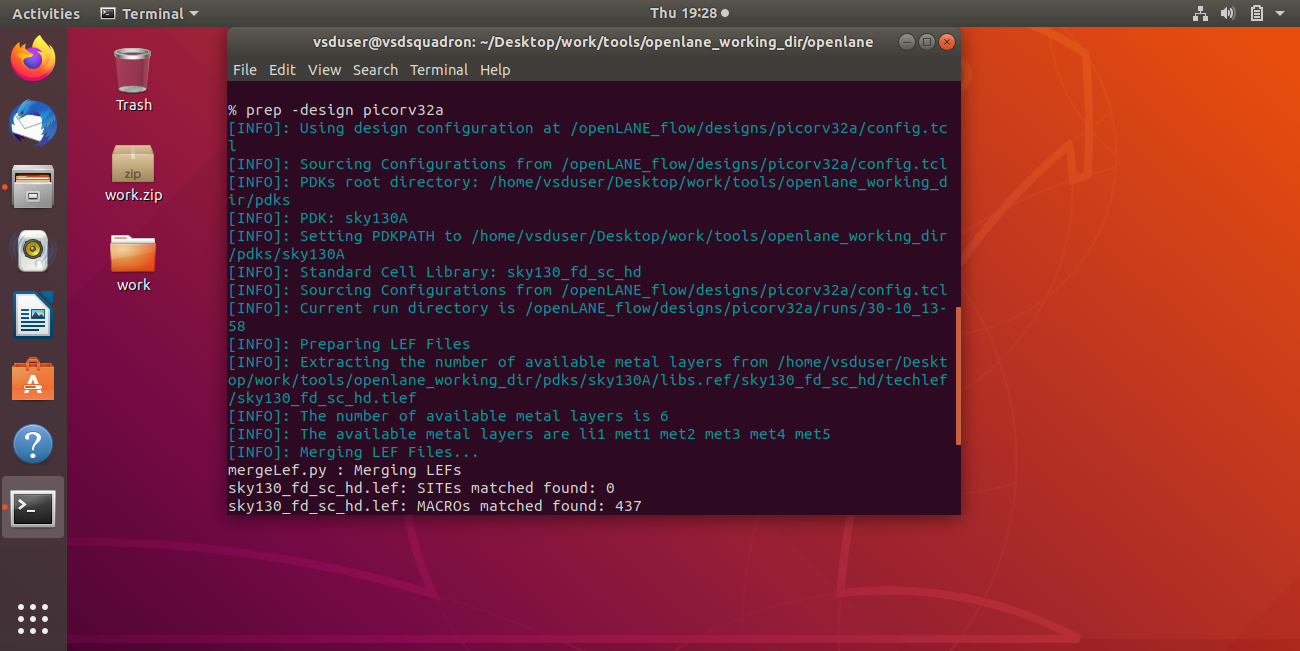 Activities
Terminal
Thu 19:28
vsduser@vsdsquadron: ~/Desktop/work/tools/openlane_working_dir/openlane
File Edit View Search Terminal Help
Trash
zip
work.zip
work
% prep -design picorv32a
[INFO]: Using design configuration at /openLANE_flow/designs/picorv32a/config.tc
l
[INFO]: Sourcing Configurations from /openLANE_flow/designs/picorv32a/config.tcl
[INFO]: PDKs root directory: /home/vsduser/Desktop/work/tools/openlane_working_d
ir/pdks
[INFO]: PDK: sky130A
[INFO]: Setting PDKPATH to /home/vsduser/Desktop/work/tools/openlane_working_dir
/pdks/sky130A
[INFO]: Standard Cell Library: sky130_fd_sc_hd
[INFO]: Sourcing Configurations from /openLANE_flow/designs/picorv32a/config.tcl
[INFO]: Current run directory is /openLANE_flow/designs/picorv32a/runs/30-10_13-
58
[INFO]: Preparing LEF Files
[INFO]: Extracting the number of available metal layers from /home/vsduser/Deskt
op/work/tools/openlane_working_dir/pdks/sky130A/libs.ref/sky130_fd_sc_hd/techlef
/sky130_fd_sc_hd.tlef
[INFO]: The number of available metal layers is 6
[INFO]: The available metal layers are li1 met1 met2 met3 met4 met5
[INFO]: Merging LEF Files...
mergeLef.py : Merging LEFs
sky130_fd_sc_hd.lef: SITEs matched found: 0
sky130_fd_sc_hd.lef: MACROs matched found: 437